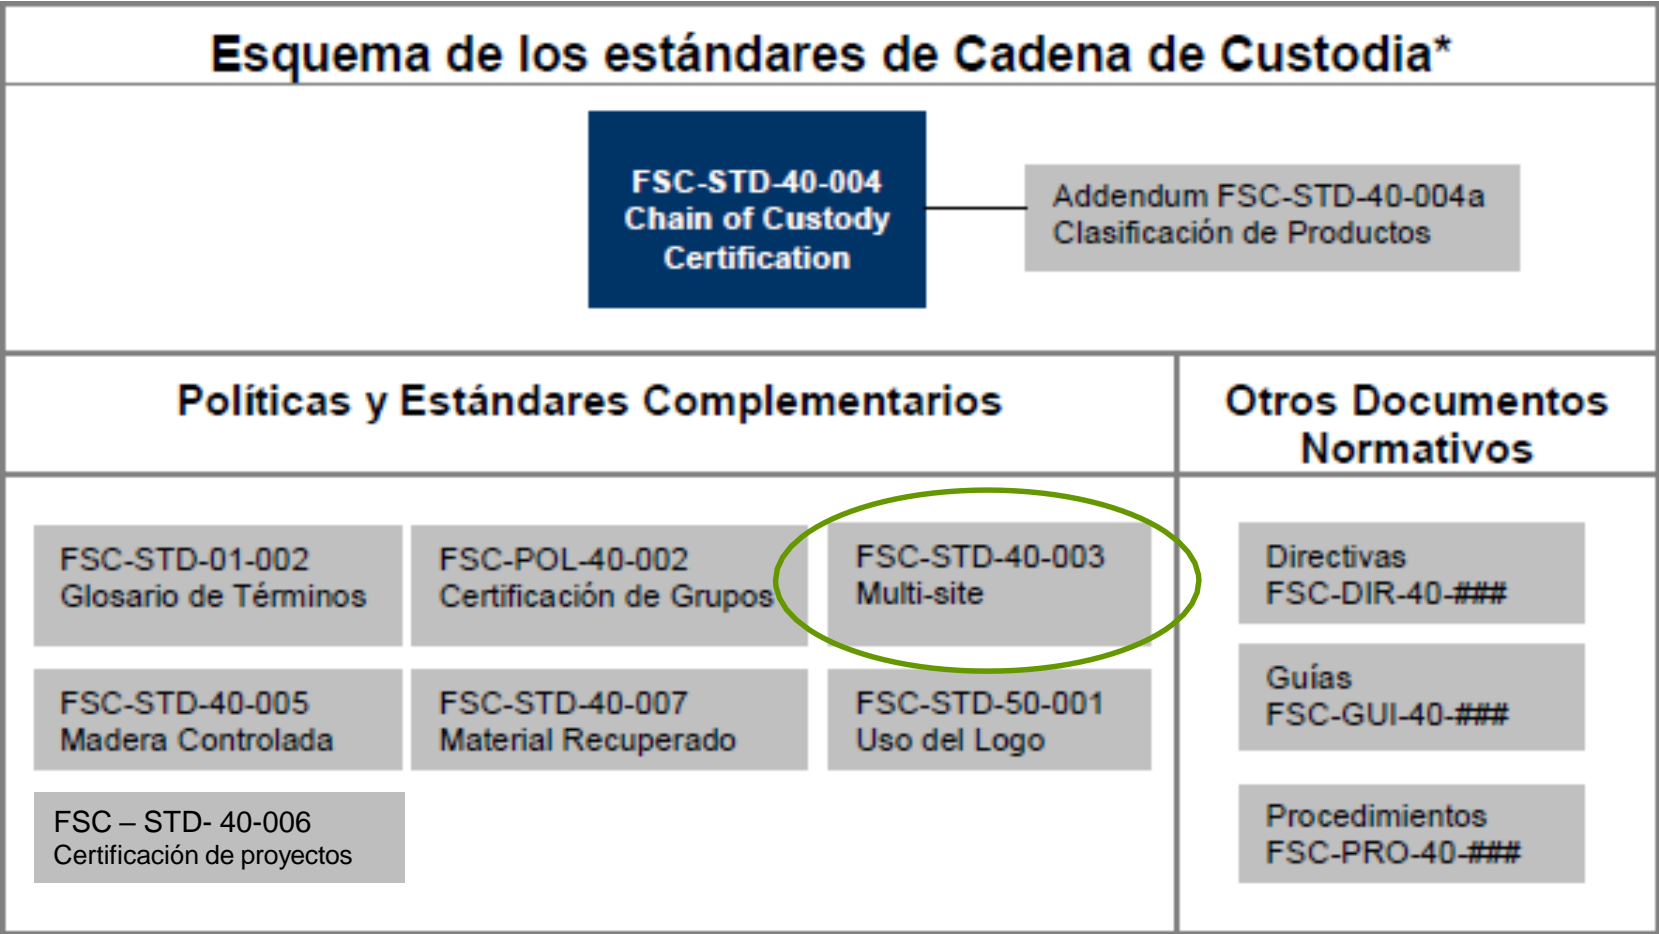 Esquema de los estándares de Cadena de Custodia*
FSC-STD-40-004
Chain of Custody
Certification
Addendum FSC-STD-40-004a
Clasificación de Productos
Políticas y Estándares Complementarios
Otros Documentos
Normativos
FSC-STD-01-002
Glosario de Términos
FSC-POL-40-002
Certificación de Grupos
FSC-STD-40-003
Multi-site
FSC-STD-40-005
Madera Controlada
FSC-STD-40-007
Material Recuperado
FSC-STD-50-001
Uso del Logo
FSC – STD- 40-006
Certificación de proyectos
Directivas
FSC-DIR-40-###
Guías
FSC-GUI-40-###
Procedimientos
FSC-PRO-40-###